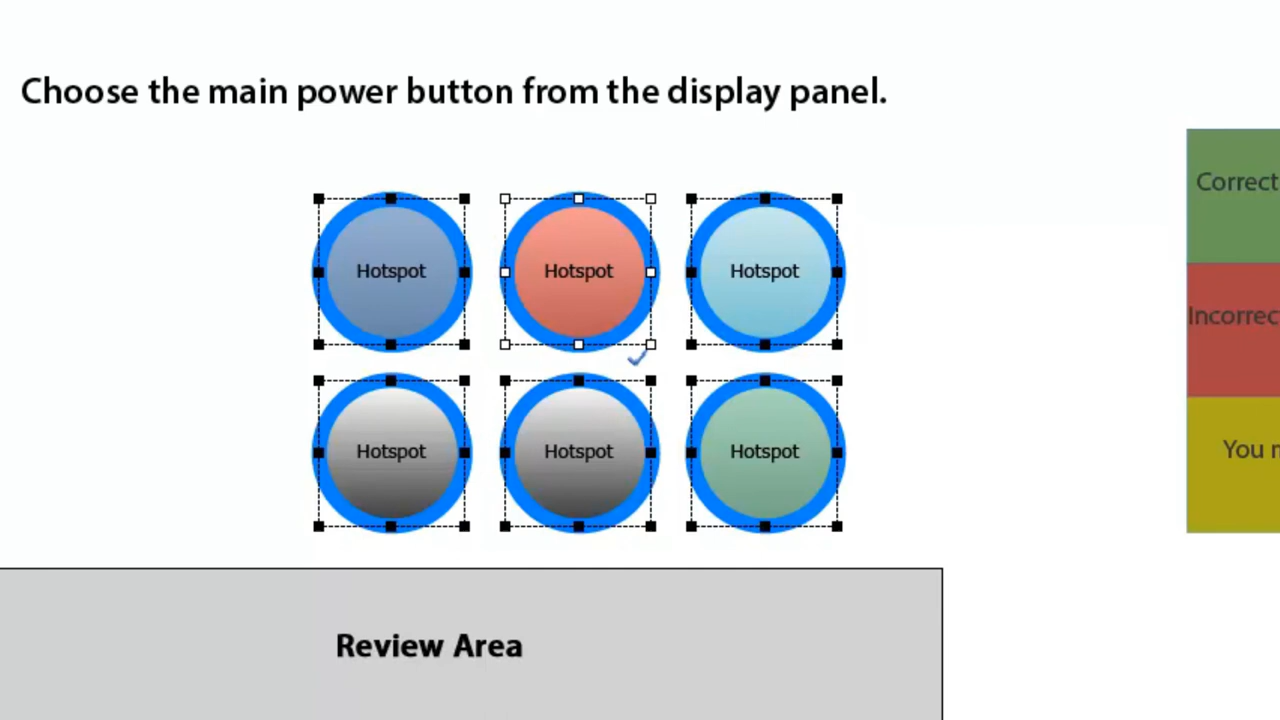 Choose the main power button from the display panel.
Correct
Hotspot Hotspot Hotspot
Incorrec
Hotspot Hotspot Hotspot
You
Review Area